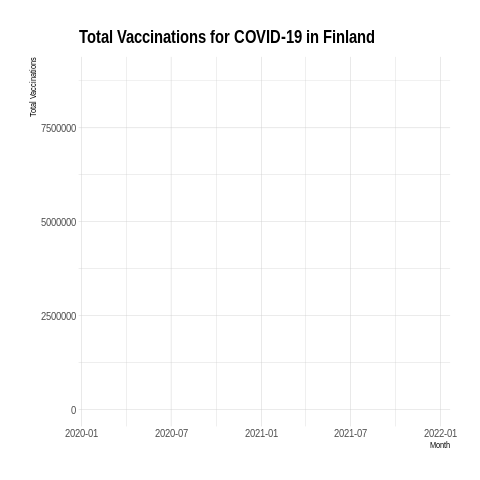 Total Vaccinations for COVID-19 in Finland
Total Vaccinations
7500000
5000000
2500000
0
2020-01 2020-07 2021-01 2021-07 2022-01
Month